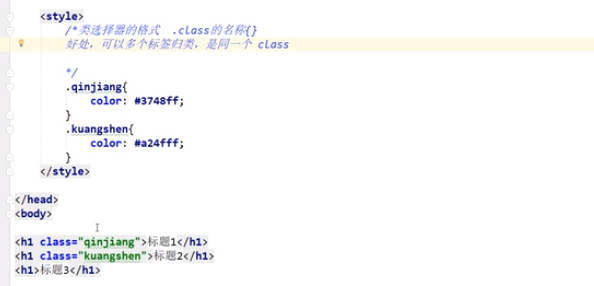 <style>
/*类选择器的格式  .class的名称{}
好处，可以多个标签归类，是同一个 class
*/
.qinjiang{
color: #3748ff;
}
.kuangshen{
color: #a24fff;
}
</style>
</head>
<body>
<h1 class="qinjiang">标题1</h1>
<h1 class="kuangshen">标题2</h1>
<h1>标题3</h1>